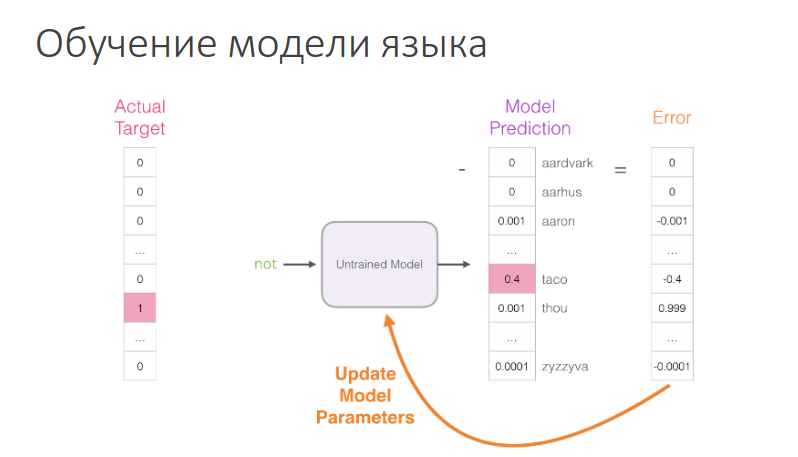 Обучение модели языка
Actual
Target
0
0
0
...
0
1
...
0
not
Untrained Model
-
Model
Prediction
0 aardvark
0 aarhus
0.001 aaron
...
0.4 taco
0.001 thou
...
0.0001 zyzzyva
=
Error
0
0
-0.001
...
-0.4
0.999
...
-0.0001
Update
Model
Parameters